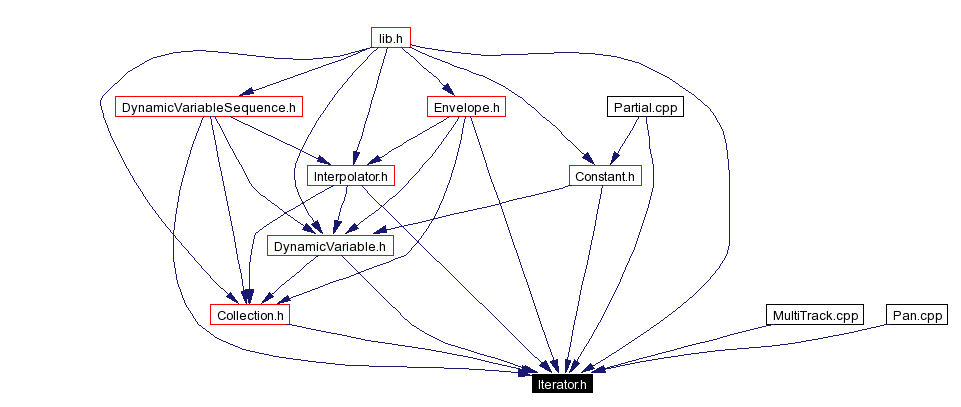 lib.h
DynamicVariableSequence.h
Envelope.h
Partial.cpp
Interpolator.h
Constant.h
DynamicVariable.h
Collection.h
MultiTrack.cpp
Pan.cpp
Iterator.h